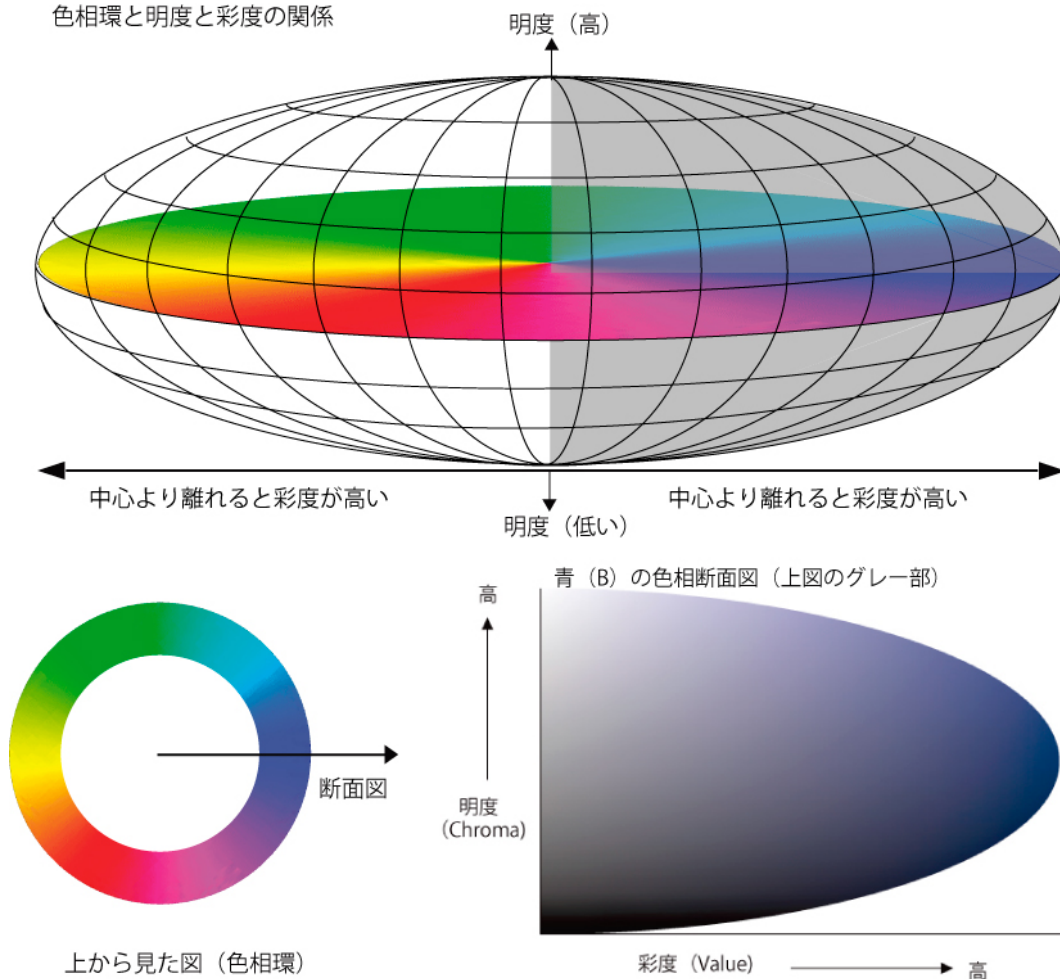 色相環と明度と彩度の関係
明度（高）
中心より離れると彩度が高い
中心より離れると彩度が高い
明度（低い）
青（B）の色相断面図（上図のグレー部）
高
断面図
明度
（Chroma）
上から見た図（色相環）
彩度（Value）
高